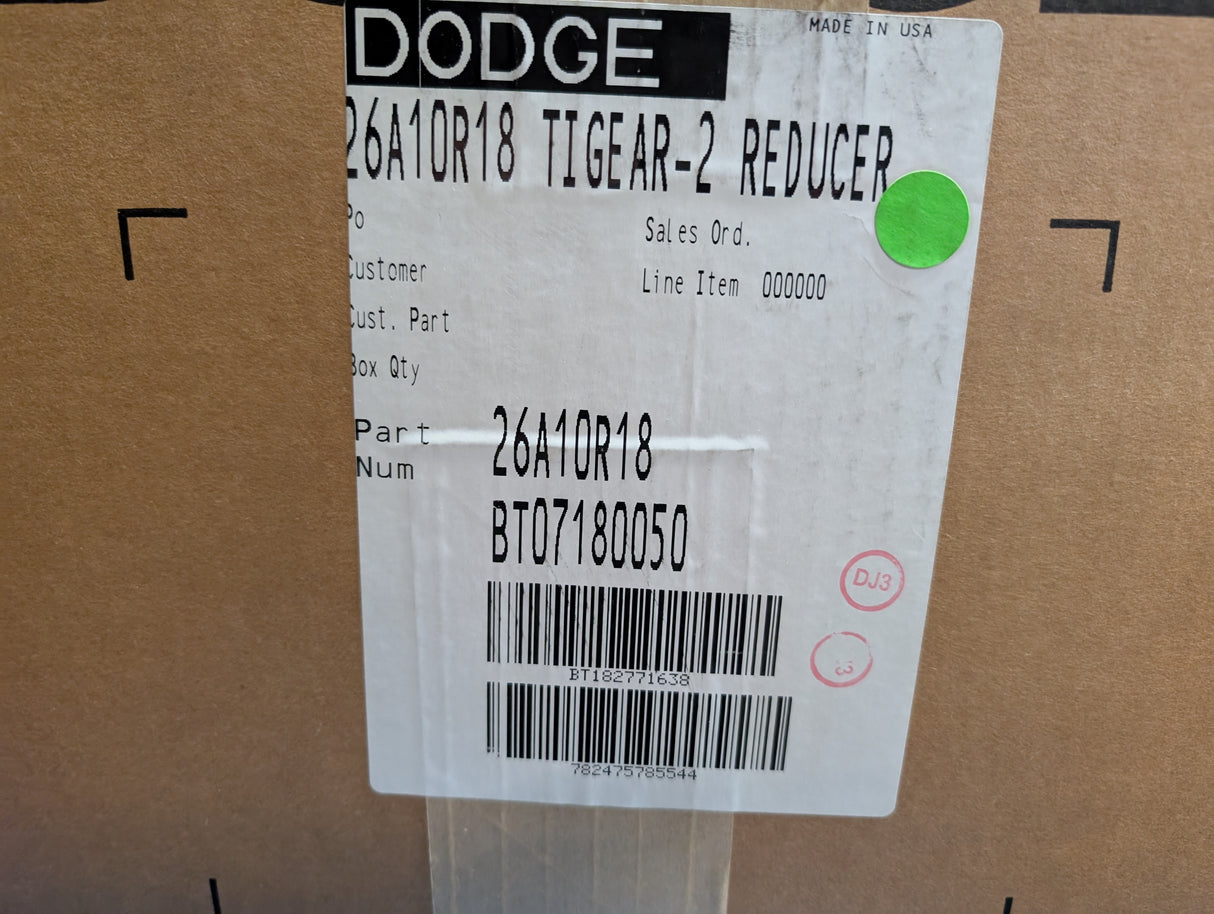 DODGE
MADE IN USA
26A10R18 TIGEAR-2 REDUCER
Po
Sales Ord.
Customer
Line Item 000000
Cust. Part
Box Qty
Part
Num
26A10R18
BT07180050
DJ3
BT182771638
782475785544